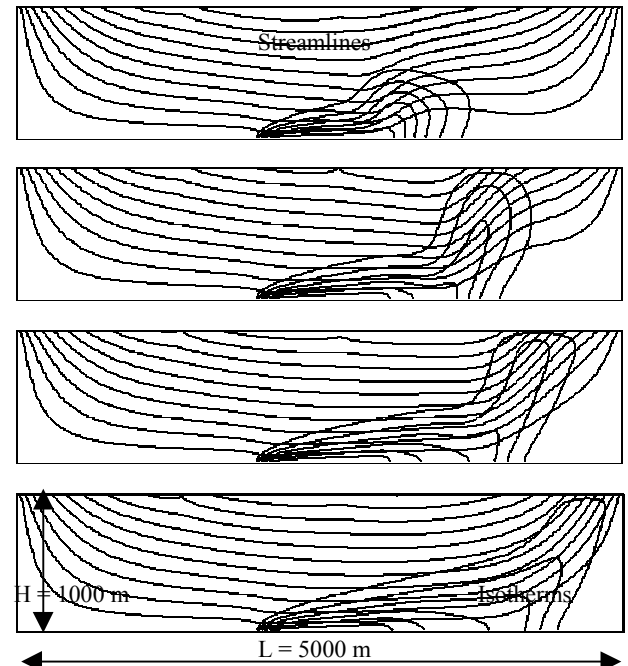 Streamlines
H = 1000 m
Isotherms
L = 5000 m